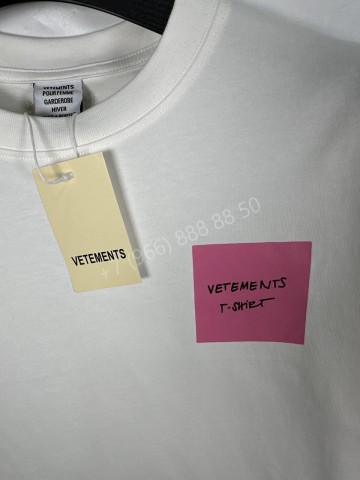 VETEMENTS
POUR FEMME
GARDEROBE
HIVER
VETEMENTS
+7 (966) 888 88 50
VETEMENTS
T-SHIRT